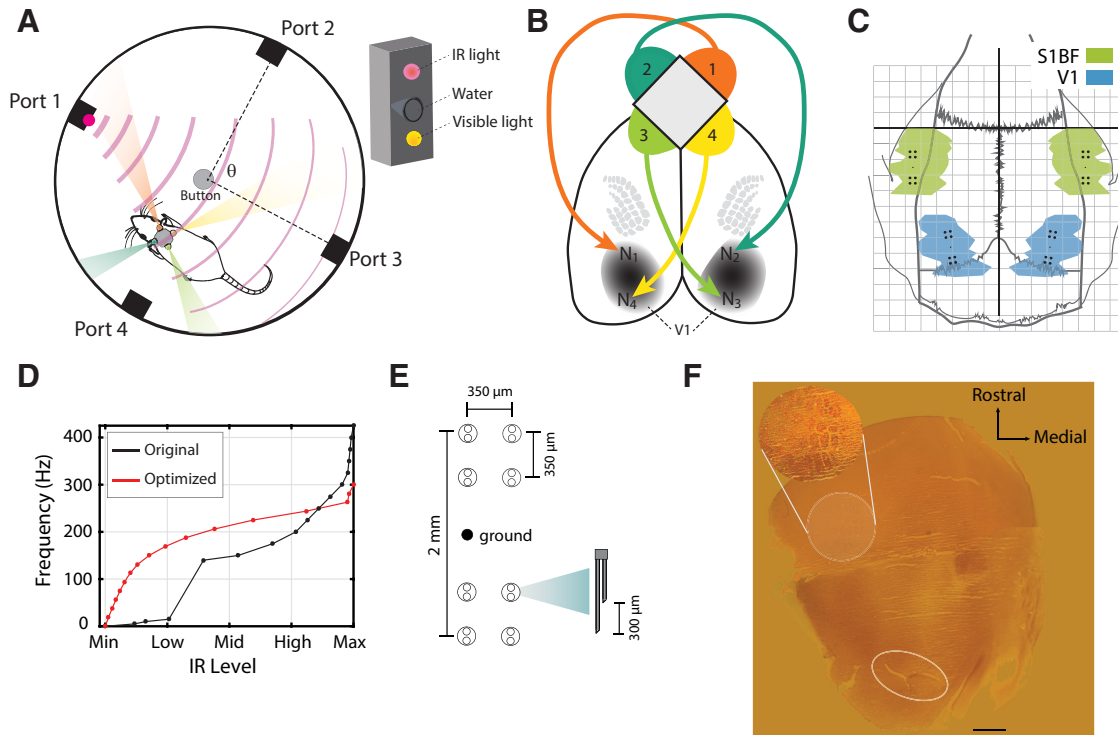 A
Port 1
Port 2
Port 3
Port 4
θ
Button
IR light
Water
Visible light
B
2
1
3
4
N1
N2
N4
N3
V1
C
S1BF
V1
D
Frequency (Hz)
400
300
200
100
0
Original
Optimized
Min
Low
Mid
High
Max
IR Level
E
350 µm
350 µm
2 mm
ground
300 µm
F
Rostral
Medial